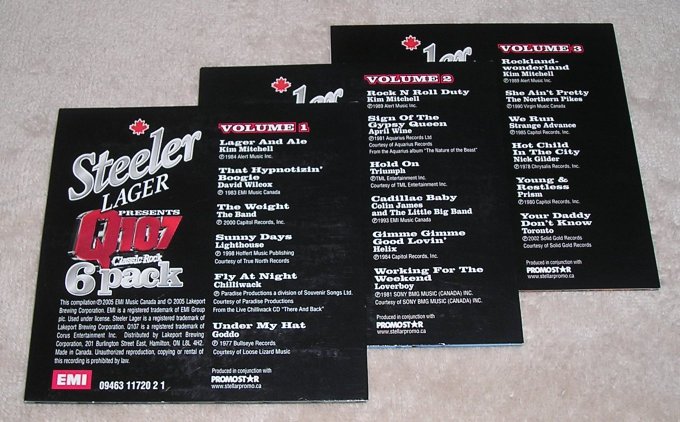 Steeler
LAGER
PRESENTS
Q107
Classic Rock
6 pack
This compilation ℗2005 EMI Music Canada and © 2005 Lakeport
Brewing Corporation. EMI is a registered trademark of EMI Group
plc. Used under license. Steeler Lager is a registered trademark of
Lakeport Brewing Corporation. Q107 is a registered trademark of
Corus Entertainment Inc. Distributed by Lakeport Brewing
Corporation, 201 Burlington Street East, Hamilton, ON L8L 4H2.
Made in Canada. Unauthorized reproduction, copying or rental of
this recording is prohibited by law.
EMI
09463 11720 2 1
VOLUME 1
Lager And Ale
Kim Mitchell
℗1984 Alert Music Inc.
That Hypnotizin'
Boogie
David Wilcox
℗ 1983 EMI Music Canada
The Weight
The Band
℗ 2000 Capitol Records, Inc.
Sunny Days
Lighthouse
℗ 1998 Hoffert Music Publishing
Courtesy of True North Records
Fly At Night
Chilliwack
℗ Paradise Productions a division of Souvenir Songs Ltd.
Courtesy of Paradise Productions
From the Live Chilliwack CD "There And Back"
Under My Hat
Goddo
℗ 1977 Bullseye Records
Courtesy of Loose Lizard Music
Produced in conjunction with
PROMOSTAR
www.stellarpromo.ca
VOLUME 2
Rock N Roll Duty
Kim Mitchell
℗1989 Alert Music Inc.
Sign Of The
Gypsy Queen
April Wine
℗1981 Aquarius Records Ltd
Courtesy of Aquarius Records
From the Aquarius album "The Nature of the Beast"
Hold On
Triumph
℗TML Entertainment Inc.
Courtesy of TML Entertainment Inc.
Cadillac Baby
Colin James
and The Little Big Band
℗1993 EMI Music Canada
Gimme Gimme
Good Lovin'
Helix
℗1984 Capitol Records, Inc.
Working For The
Weekend
Loverboy
℗1981 SONY BMG MUSIC (CANADA) INC.
Courtesy of SONY BMG MUSIC (CANADA) INC.
Produced in conjunction with
PROMOSTAR
www.stellarpromo.ca
VOLUME 3
Rockland-
wonderland
Kim Mitchell
℗1989 Alert Music Inc.
She Ain't Pretty
The Northern Pikes
℗1990 Virgin Music Canada
We Run
Strange Advance
℗1985 Capitol Records, Inc.
Hot Child
In The City
Nick Gilder
℗1978 Chrysalis Records, Inc.
Young &
Restless
Prism
℗1980 Capitol Records, Inc.
Your Daddy
Don't Know
Toronto
℗2002 Solid Gold Records
Courtesy of Solid Gold Records
Produced in conjunction with
PROMOSTAR
www.stellarpromo.ca